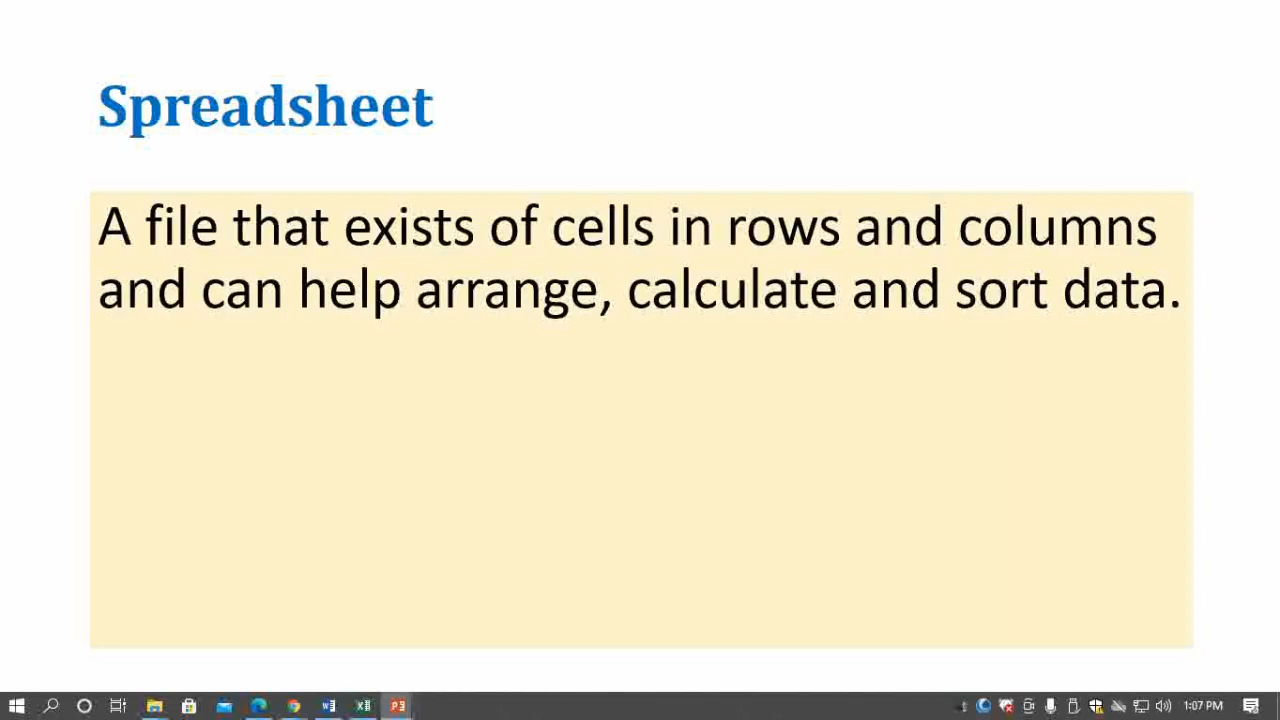 Spreadsheet
A file that exists of cells in rows and columns
and can help arrange, calculate and sort data.
1:07 PM